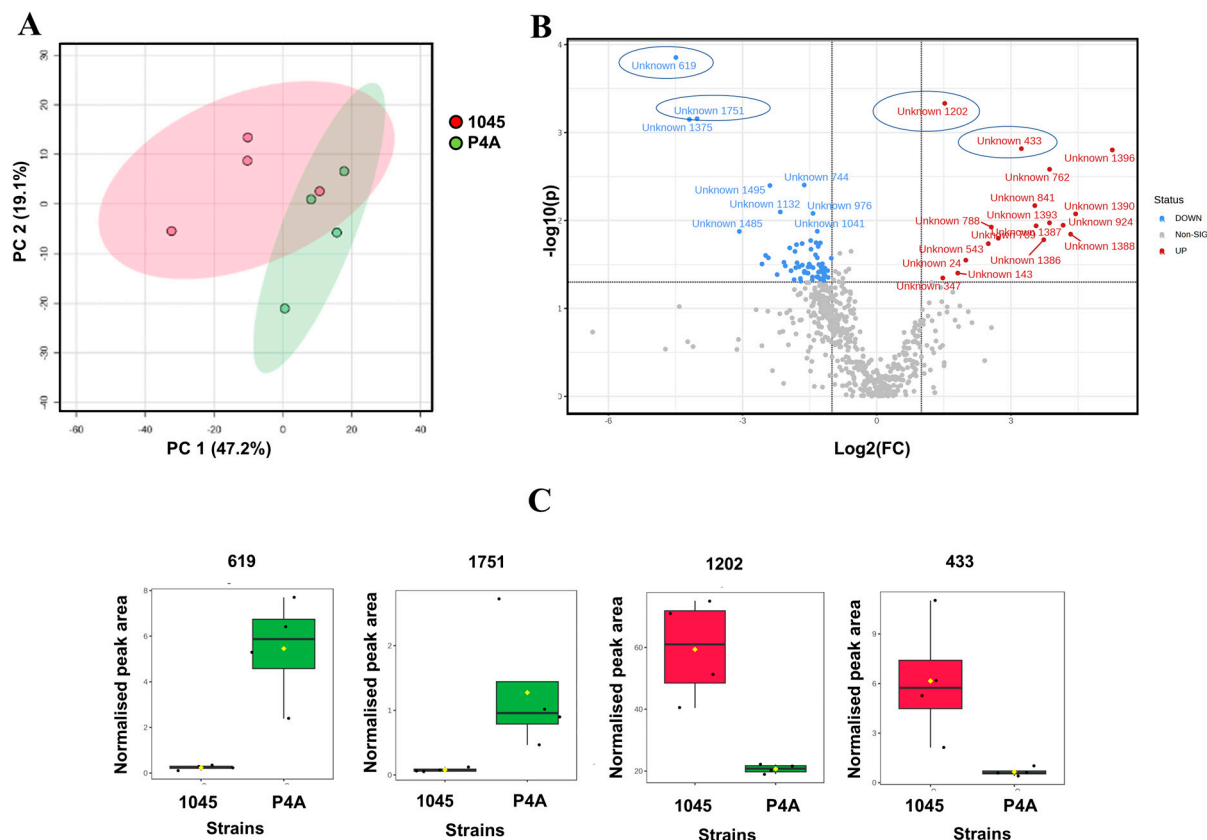 A
30
20
10
0
-10
-20
-30
-40
-60
-40
-20
0
20
40
PC 2 (19.1%)
PC 1 (47.2%)
1045
P4A
B
4
3
2
1
0
-6
-3
0
3
-log10(p)
Log2(FC)
Unknown 619
Unknown 1751
Unknown 1375
Unknown 1202
Unknown 433
Unknown 1396
Unknown 762
Unknown 744
Unknown 1495
Unknown 1132
Unknown 976
Unknown 1485
Unknown 1041
Unknown 841
Unknown 1390
Unknown 788
Unknown 1393
Unknown 924
Unknown 769
Unknown 1387
Unknown 543
Unknown 1388
Unknown 24
Unknown 1386
Unknown 143
Unknown 347
Status
DOWN
Non-SIG
UP
C
619
Normalised peak area
8
6
4
2
0
1045 P4A
Strains
1751
Normalised peak area
2
1
0
1045 P4A
Strains
1202
Normalised peak area
60
40
20
1045 P4A
Strains
433
Normalised peak area
9
6
3
0
1045 P4A
Strains